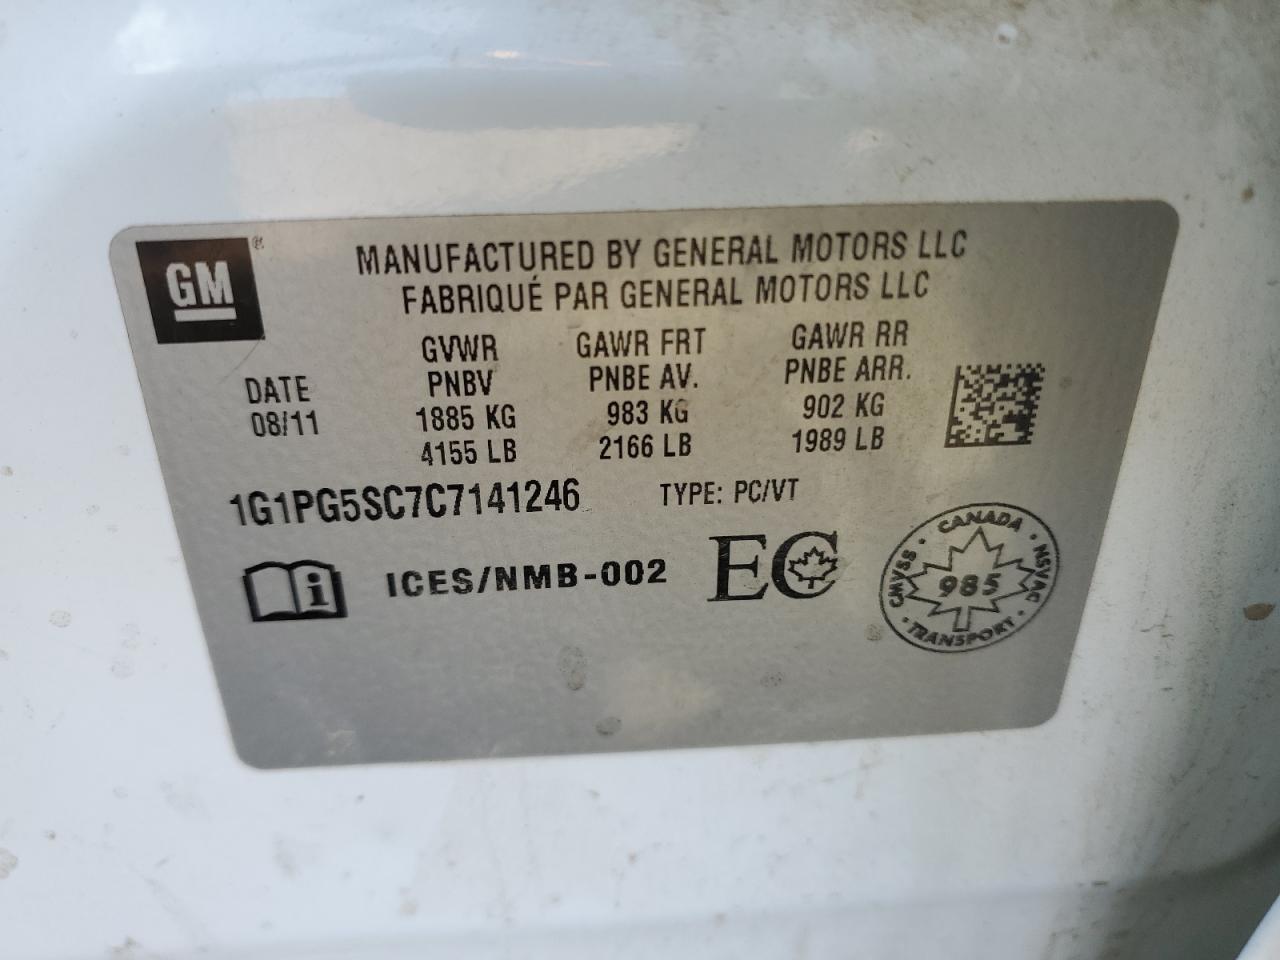 GM ®
MANUFACTURED BY GENERAL MOTORS LLC
FABRIQUÉ PAR GENERAL MOTORS LLC
GVWR GAWR FRT GAWR RR
DATE PNBV PNBE AV. PNBE ARR.
08/11 1885 KG 983 KG 902 KG
4155 LB 2166 LB 1989 LB
1G1PG5SC7C7141246 TYPE: PC/VT
i ICES/NMB-002 EC
CANADA
CMVSS · NSVAC
985
TRANSPORT